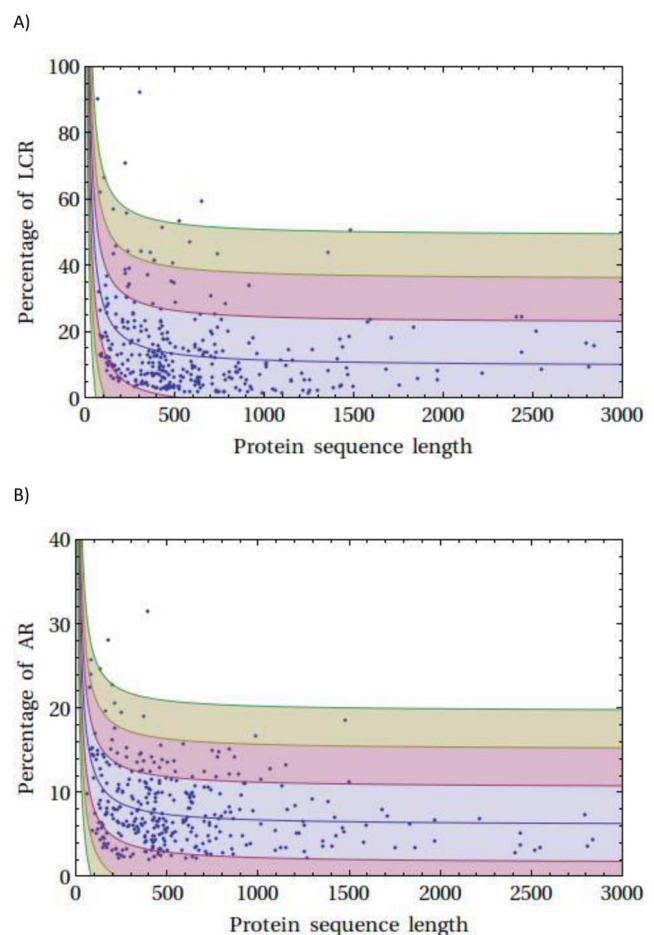 A)
Percentage of LCR
100
80
60
40
20
0
0 500 1000 1500 2000 2500 3000
Protein sequence length
B)
Percentage of AR
40
30
20
10
0
0 500 1000 1500 2000 2500 3000
Protein sequence length